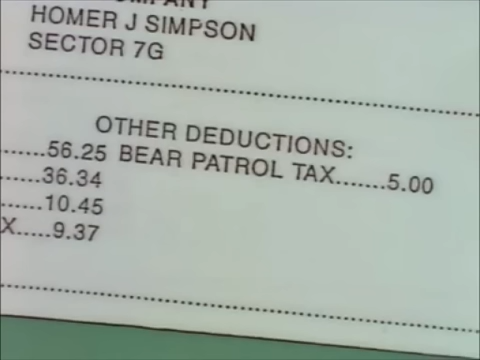 HOMER J SIMPSON
SECTOR 7G
OTHER DEDUCTIONS:
.......56.25 BEAR PATROL TAX.......5.00
......36.34
......10.45
X.....9.37